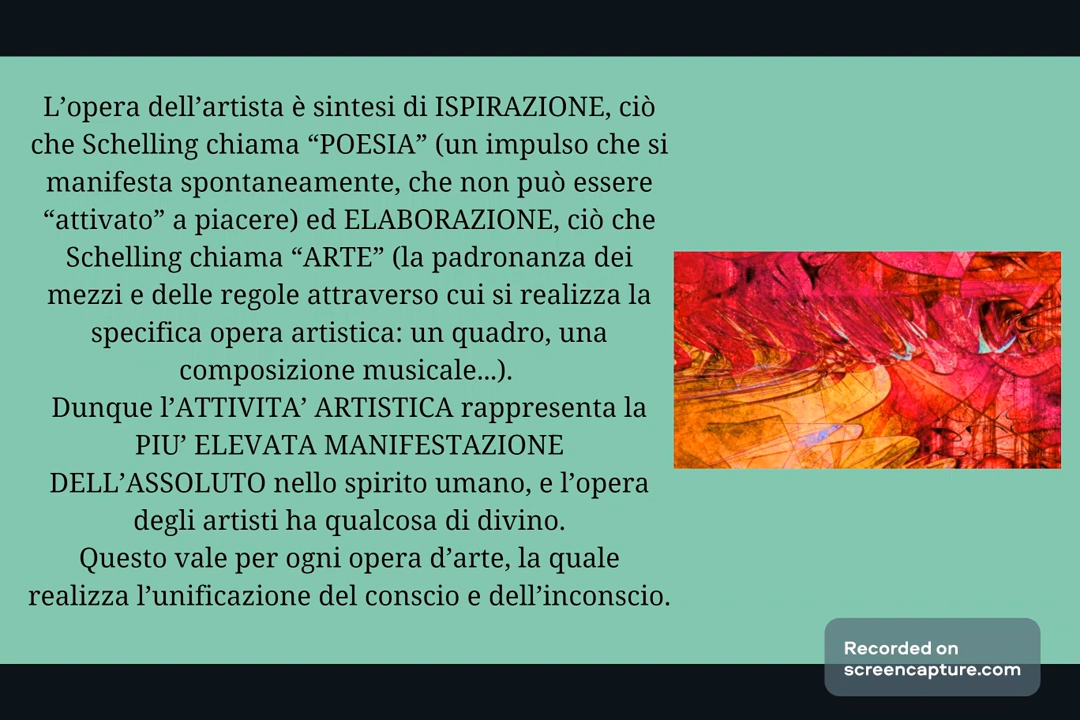 L’opera dell’artista è sintesi di ISPIRAZIONE, ciò
che Schelling chiama “POESIA” (un impulso che si
manifesta spontaneamente, che non può essere
“attivato” a piacere) ed ELABORAZIONE, ciò che
Schelling chiama “ARTE” (la padronanza dei
mezzi e delle regole attraverso cui si realizza la
specifica opera artistica: un quadro, una
composizione musicale...).
Dunque l’ATTIVITA’ ARTISTICA rappresenta la
PIU’ ELEVATA MANIFESTAZIONE
DELL’ASSOLUTO nello spirito umano, e l’opera
degli artisti ha qualcosa di divino.
Questo vale per ogni opera d’arte, la quale
realizza l’unificazione del conscio e dell’inconscio.
Recorded on
screencapture.com